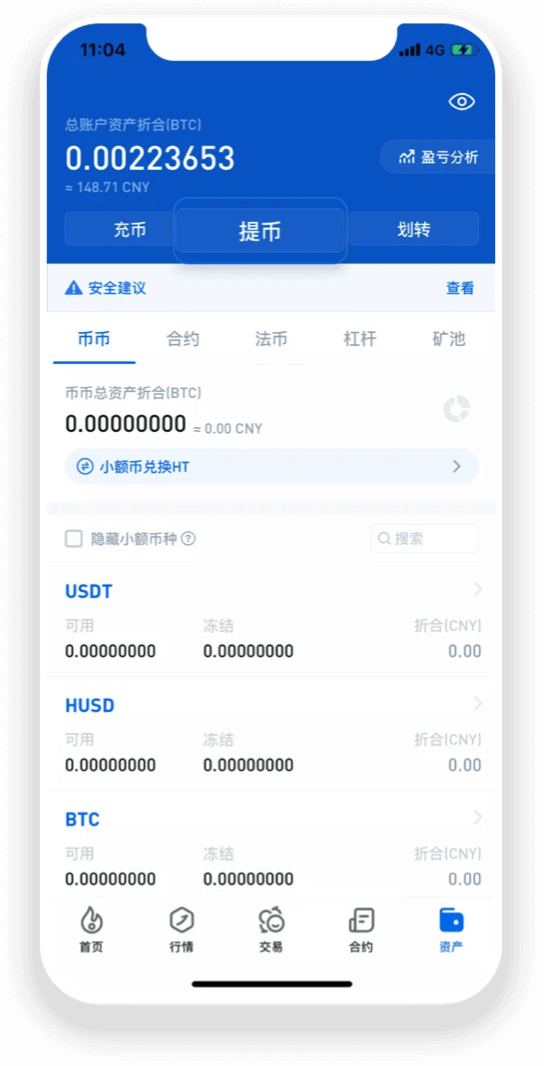 11:04
4G
总账户资产折合(BTC)
0.00223653
盈亏分析
≈ 148.71 CNY
充币 提币 划转
安全建议 查看
币币 合约 法币 杠杆 矿池
币币总资产折合(BTC)
0.00000000 ≈ 0.00 CNY
小额币兑换HT
隐藏小额币种 搜索
USDT
可用 冻结 折合(CNY)
0.00000000 0.00000000 0.00
HUSD
可用 冻结 折合(CNY)
0.00000000 0.00000000 0.00
BTC
可用 冻结 折合(CNY)
0.00000000 0.00000000 0.00
首页 行情 交易 合约 资产